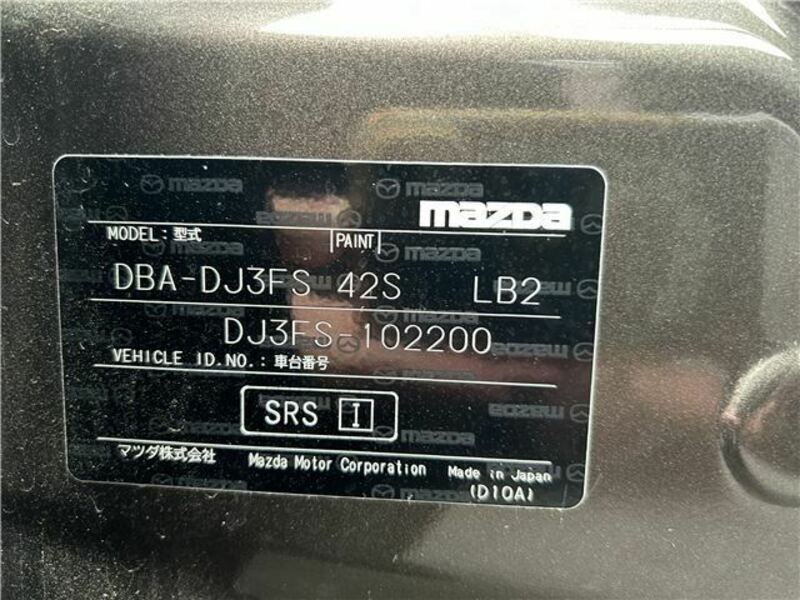 mazda
MODEL:型式 PAINT
DBA-DJ3FS 42S LB2
DJ3FS-102200
VEHICLE ID.NO.:車台番号
SRS I
マツダ株式会社 Mazda Motor Corporation Made in Japan
(D10A)